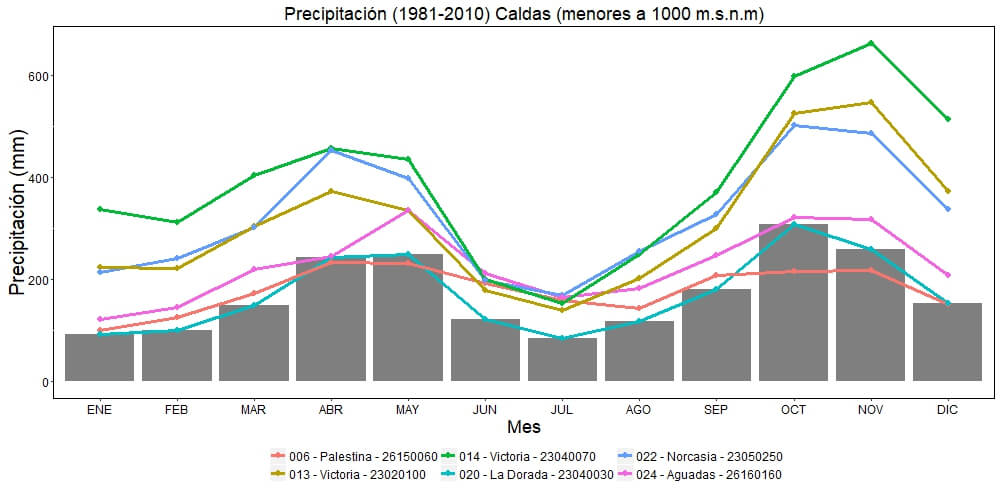 Precipitación (1981-2010) Caldas (menores a 1000 m.s.n.m)
Precipitación (mm)
600
400
200
0
ENE FEB MAR ABR MAY JUN JUL AGO SEP OCT NOV DIC
Mes
006 - Palestina - 26150060 014 - Victoria - 23040070 022 - Norcasia - 23050250
013 - Victoria - 23020100 020 - La Dorada - 23040030 024 - Aguadas - 26160160